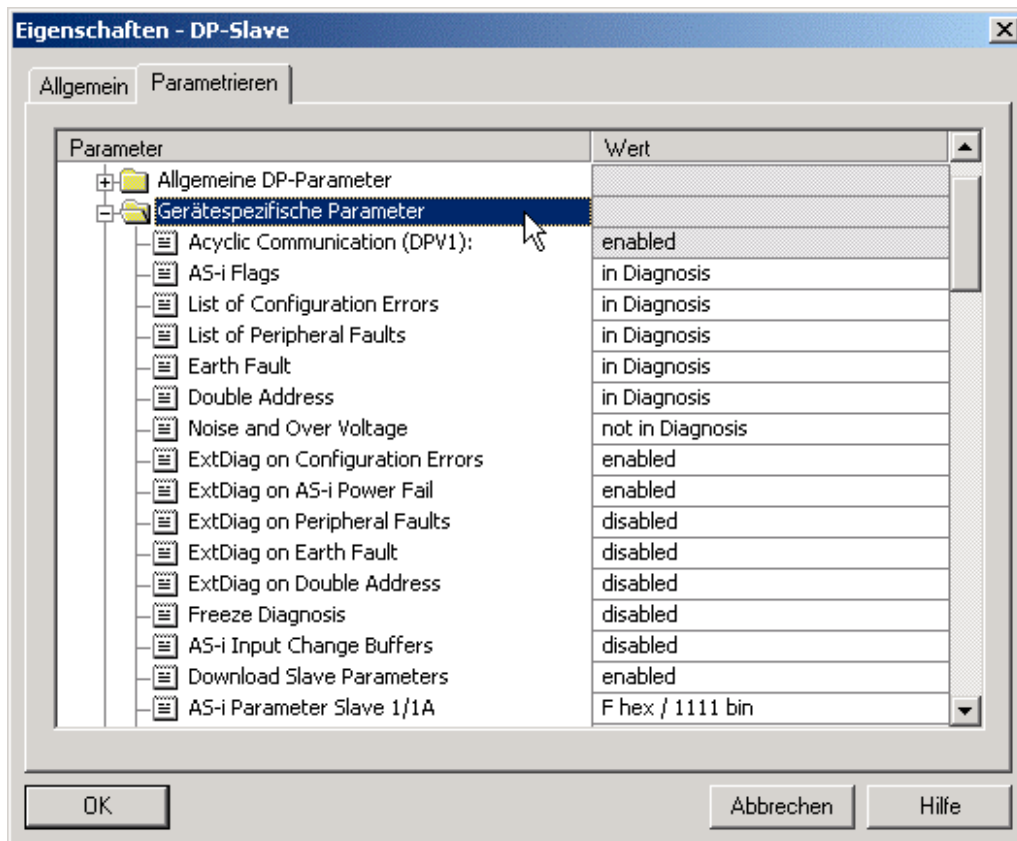 Eigenschaften - DP-Slave
Allgemein Parametrieren
Parameter Wert
Allgemeine DP-Parameter
Gerätespezifische Parameter
Acyclic Communication (DPV1): enabled
AS-i Flags in Diagnosis
List of Configuration Errors in Diagnosis
List of Peripheral Faults in Diagnosis
Earth Fault in Diagnosis
Double Address in Diagnosis
Noise and Over Voltage not in Diagnosis
ExtDiag on Configuration Errors enabled
ExtDiag on AS-i Power Fail enabled
ExtDiag on Peripheral Faults disabled
ExtDiag on Earth Fault disabled
ExtDiag on Double Address disabled
Freeze Diagnosis disabled
AS-i Input Change Buffers disabled
Download Slave Parameters enabled
AS-i Parameter Slave 1/1A F hex / 1111 bin
OK Abbrechen Hilfe